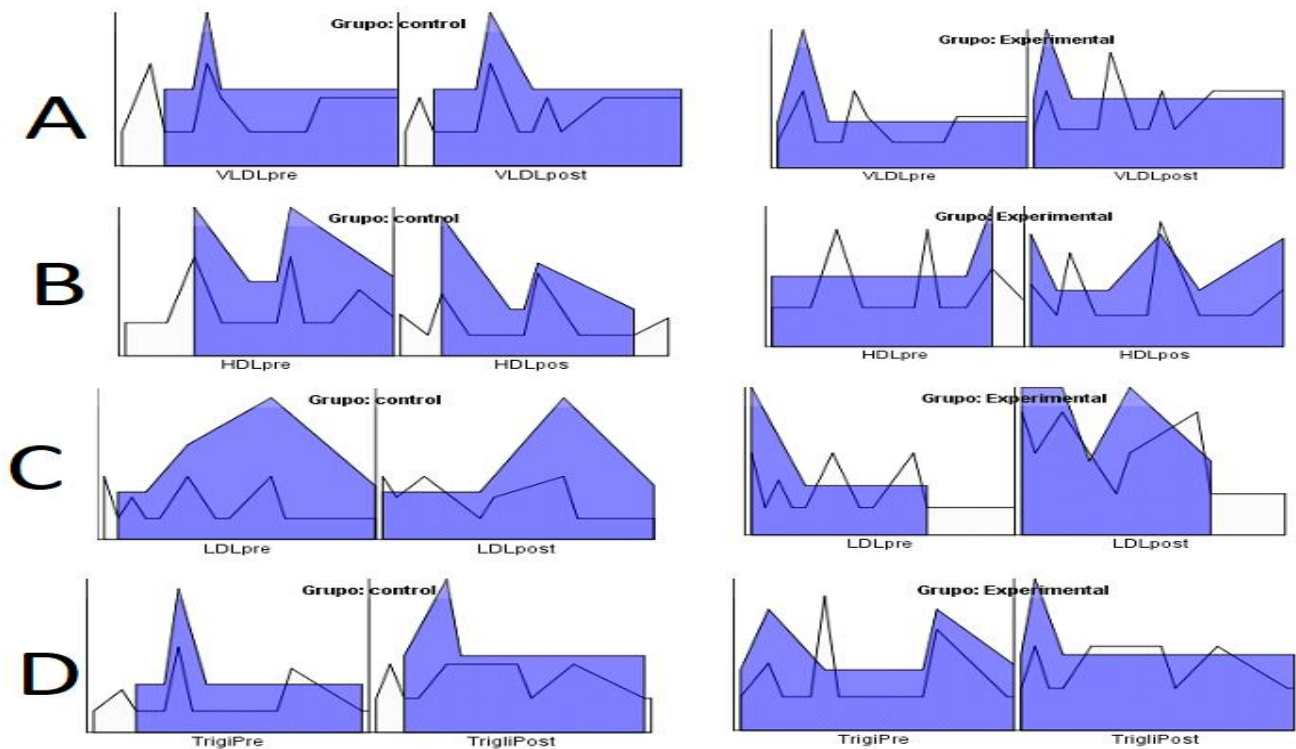 A
Grupo: control
VLDLpre VLDLpost
Grupo: Experimental
VLDLpre VLDLpost
B
Grupo: control
HDLpre HDLpos
Grupo: Experimental
HDLpre HDLpos
C
Grupo: control
LDLpre LDLpost
Grupo: Experimental
LDLpre LDLpost
D
Grupo: control
TrigiPre TrigliPost
Grupo: Experimental
TrigiPre TrigliPost